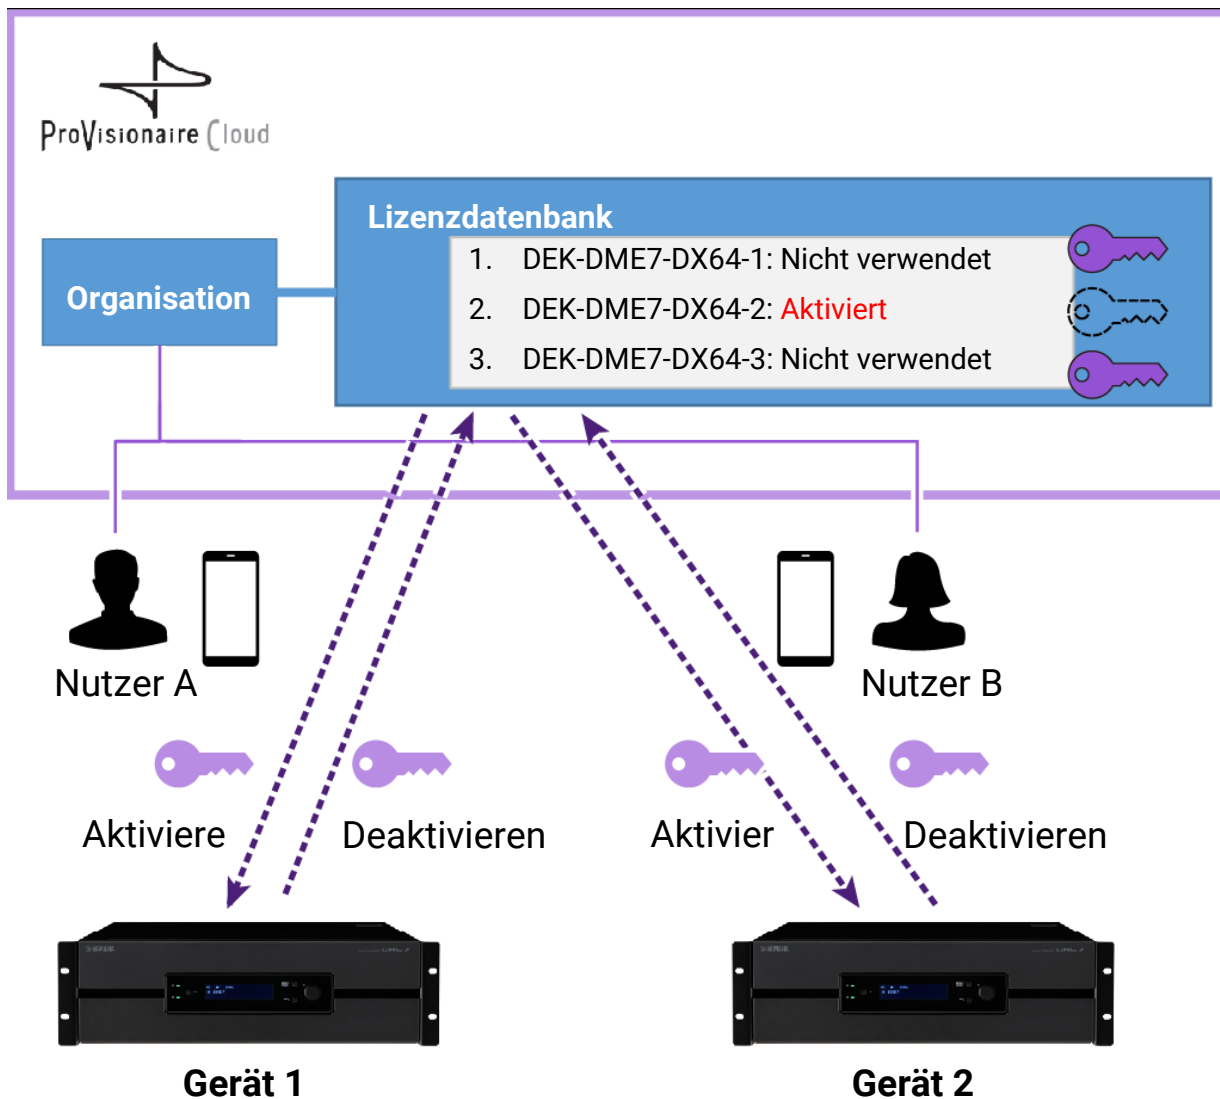 ProVisionaire Cloud
Lizenzdatenbank
1. DEK-DME7-DX64-1: Nicht verwendet
Organisation
2. DEK-DME7-DX64-2: Aktiviert
3. DEK-DME7-DX64-3: Nicht verwendet
Nutzer A
Nutzer B
Aktiviere
Deaktivieren
Aktivier
Deaktivieren
Gerät 1
Gerät 2